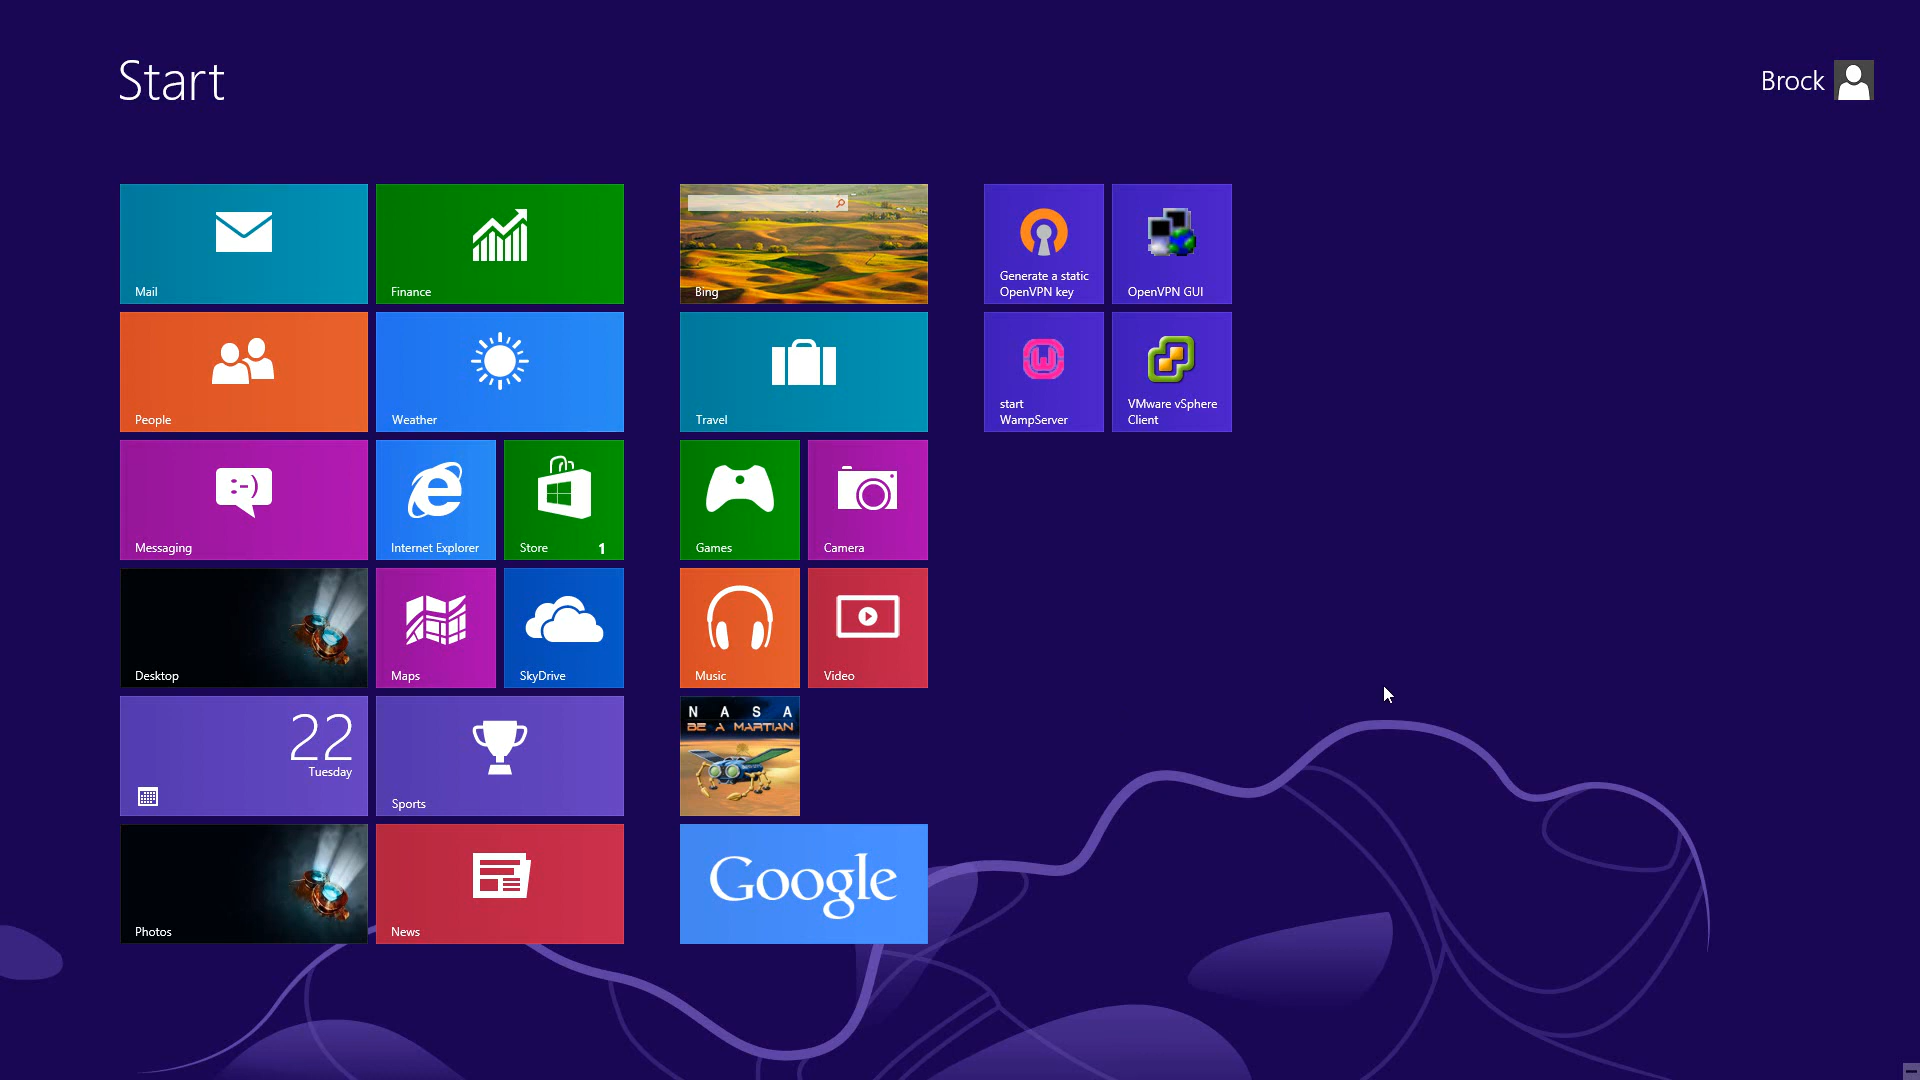 Start
Brock
Mail
Finance
People
Weather
Messaging
:-)
Internet Explorer
Store 1
Desktop
Maps
SkyDrive
22
Tuesday
Sports
Photos
News
Bing
Travel
Games
Camera
Music
Video
NASA
BE A MARTIAN
Google
Generate a static
OpenVPN key
OpenVPN GUI
W
start
WampServer
VMware vSphere
Client